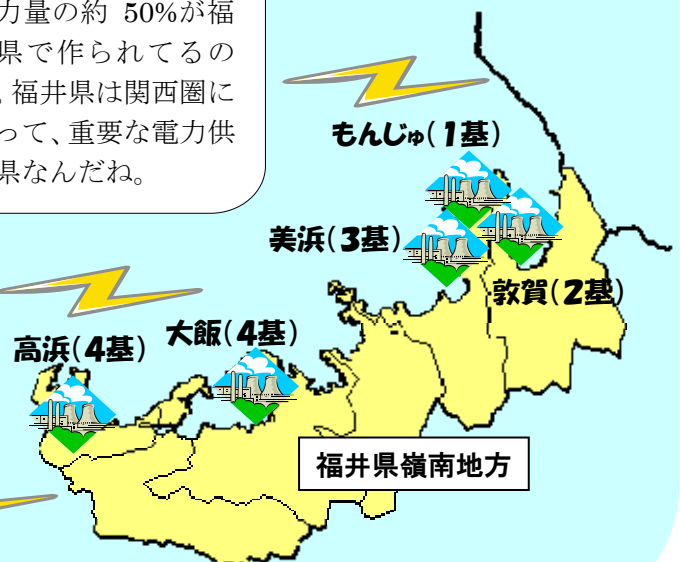 力量の約 50%が福
県で作られてるの
福井県は関西圏に
って、重要な電力供
県なんだね。
もんじゅ(1基)
美浜(3基)
敦賀(2基)
大飯(4基)
高浜(4基)
福井県嶺南地方